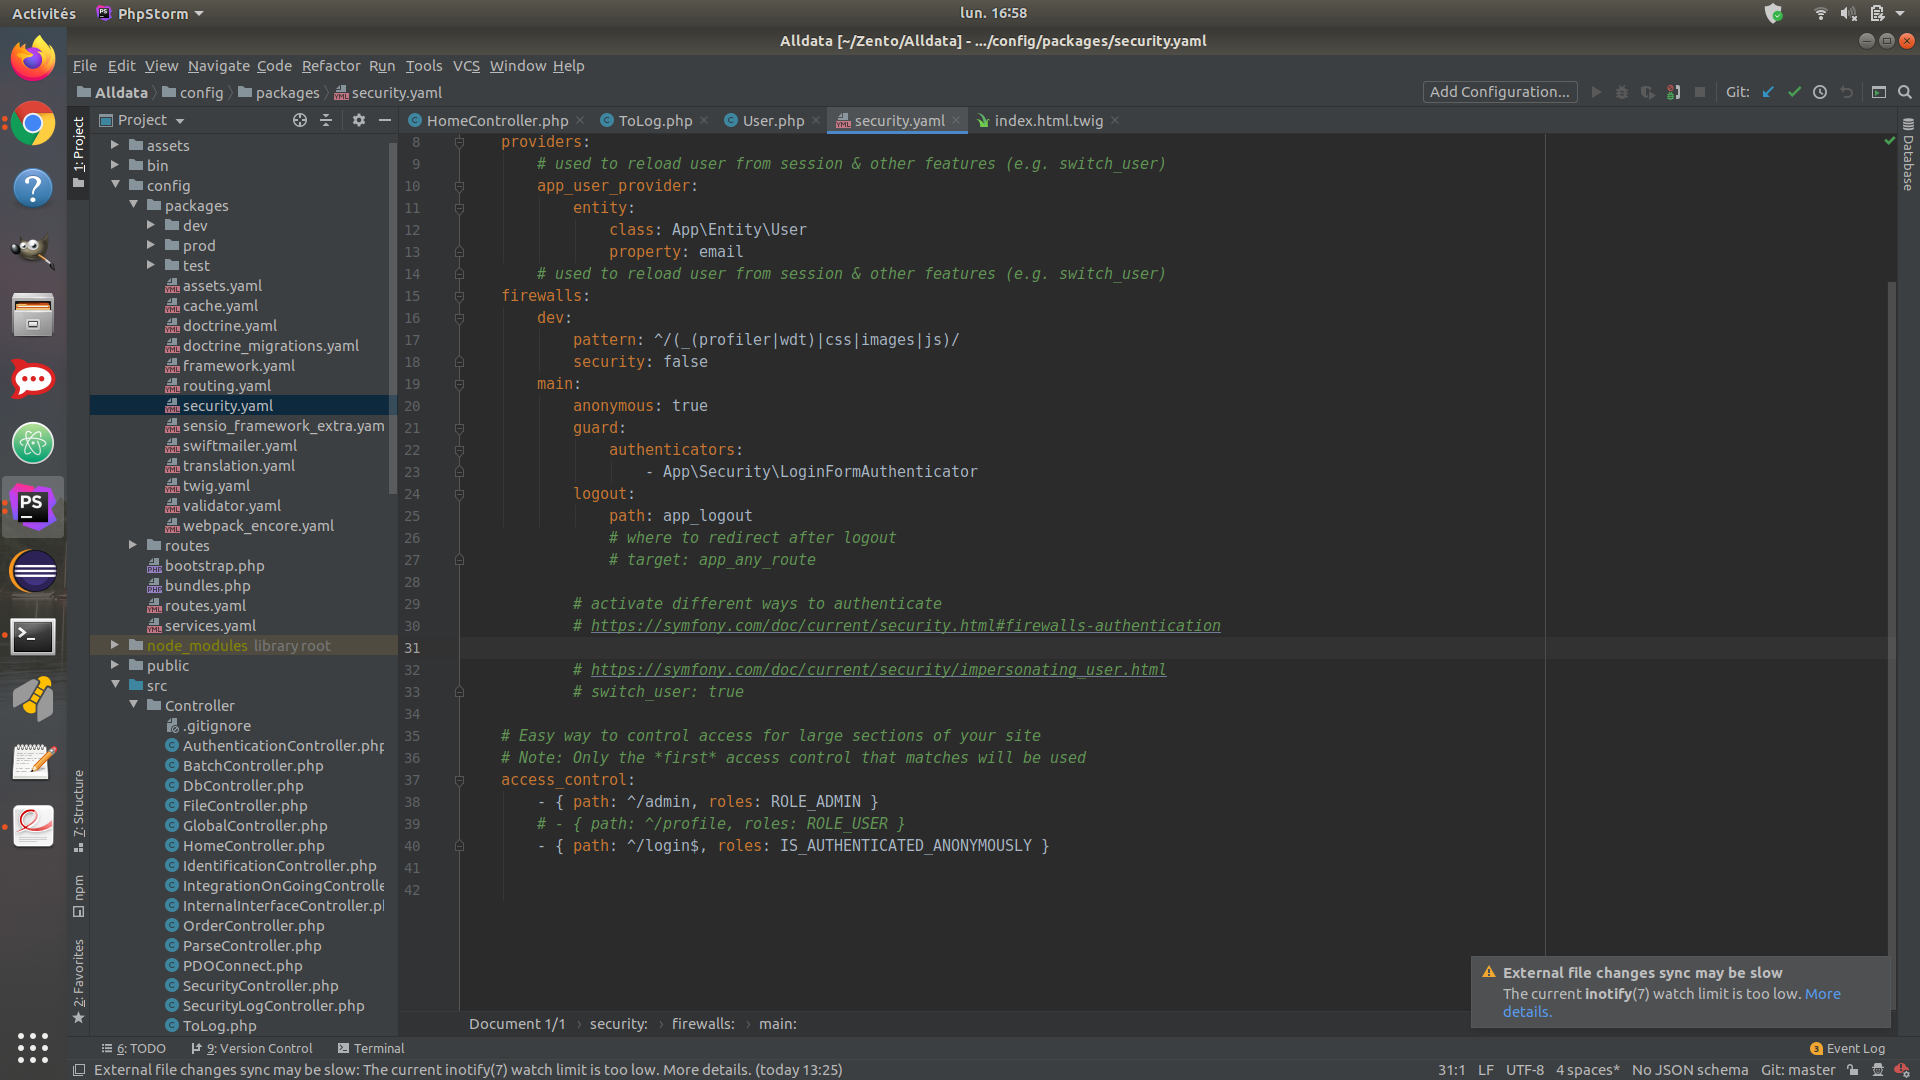 Activités PhpStorm lun. 16:58
Alldata [~/Zento/Alldata] - .../config/packages/security.yaml
File Edit View Navigate Code Refactor Run Tools VCS Window Help
Alldata config packages security.yaml Add Configuration... Git:
1: Project
Project
HomeController.php ToLog.php User.php security.yaml index.html.twig
Database
assets
bin
config
packages
dev
prod
test
assets.yaml
cache.yaml
doctrine.yaml
doctrine_migrations.yaml
framework.yaml
routing.yaml
security.yaml
sensio_framework_extra.yam
swiftmailer.yaml
translation.yaml
twig.yaml
validator.yaml
webpack_encore.yaml
routes
bootstrap.php
bundles.php
routes.yaml
services.yaml
node_modules library root
public
src
Controller
.gitignore
AuthenticationController.php
BatchController.php
DbController.php
FileController.php
GlobalController.php
HomeController.php
IdentificationController.php
IntegrationOnGoingControlle
InternalInterfaceController.pl
OrderController.php
ParseController.php
PDOConnect.php
SecurityController.php
SecurityLogController.php
ToLog.php
7: Structure
npm
2: Favorites
PS
8 providers:
9 # used to reload user from session & other features (e.g. switch_user)
10 app_user_provider:
11 entity:
12 class: App\Entity\User
13 property: email
14 # used to reload user from session & other features (e.g. switch_user)
15 firewalls:
16 dev:
17 pattern: ^/(_(profiler|wdt)|css|images|js)/
18 security: false
19 main:
20 anonymous: true
21 guard:
22 authenticators:
23 - App\Security\LoginFormAuthenticator
24 logout:
25 path: app_logout
26 # where to redirect after logout
27 # target: app_any_route
28
29 # activate different ways to authenticate
30 # https://symfony.com/doc/current/security.html#firewalls-authentication
31
32 # https://symfony.com/doc/current/security/impersonating_user.html
33 # switch_user: true
34
35 # Easy way to control access for large sections of your site
36 # Note: Only the *first* access control that matches will be used
37 access_control:
38 - { path: ^/admin, roles: ROLE_ADMIN }
39 # - { path: ^/profile, roles: ROLE_USER }
40 - { path: ^/login$, roles: IS_AUTHENTICATED_ANONYMOUSLY }
41
42
External file changes sync may be slow
The current inotify(7) watch limit is too low. More
details.
Document 1/1 › security: › firewalls: › main:
6: TODO 9: Version Control Terminal 3 Event Log
External file changes sync may be slow: The current inotify(7) watch limit is too low. More details. (today 13:25) 31:1 LF UTF-8 4 spaces* No JSON schema Git: master